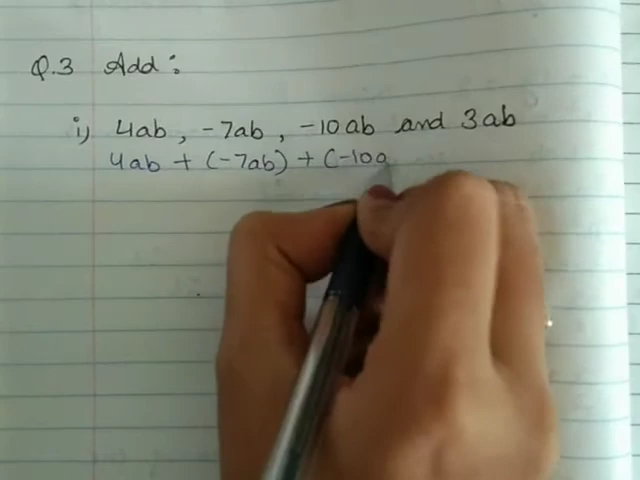 Q.3 Add:
i) 4ab, -7ab, -10ab and 3ab
4ab + (-7ab) + (-10a